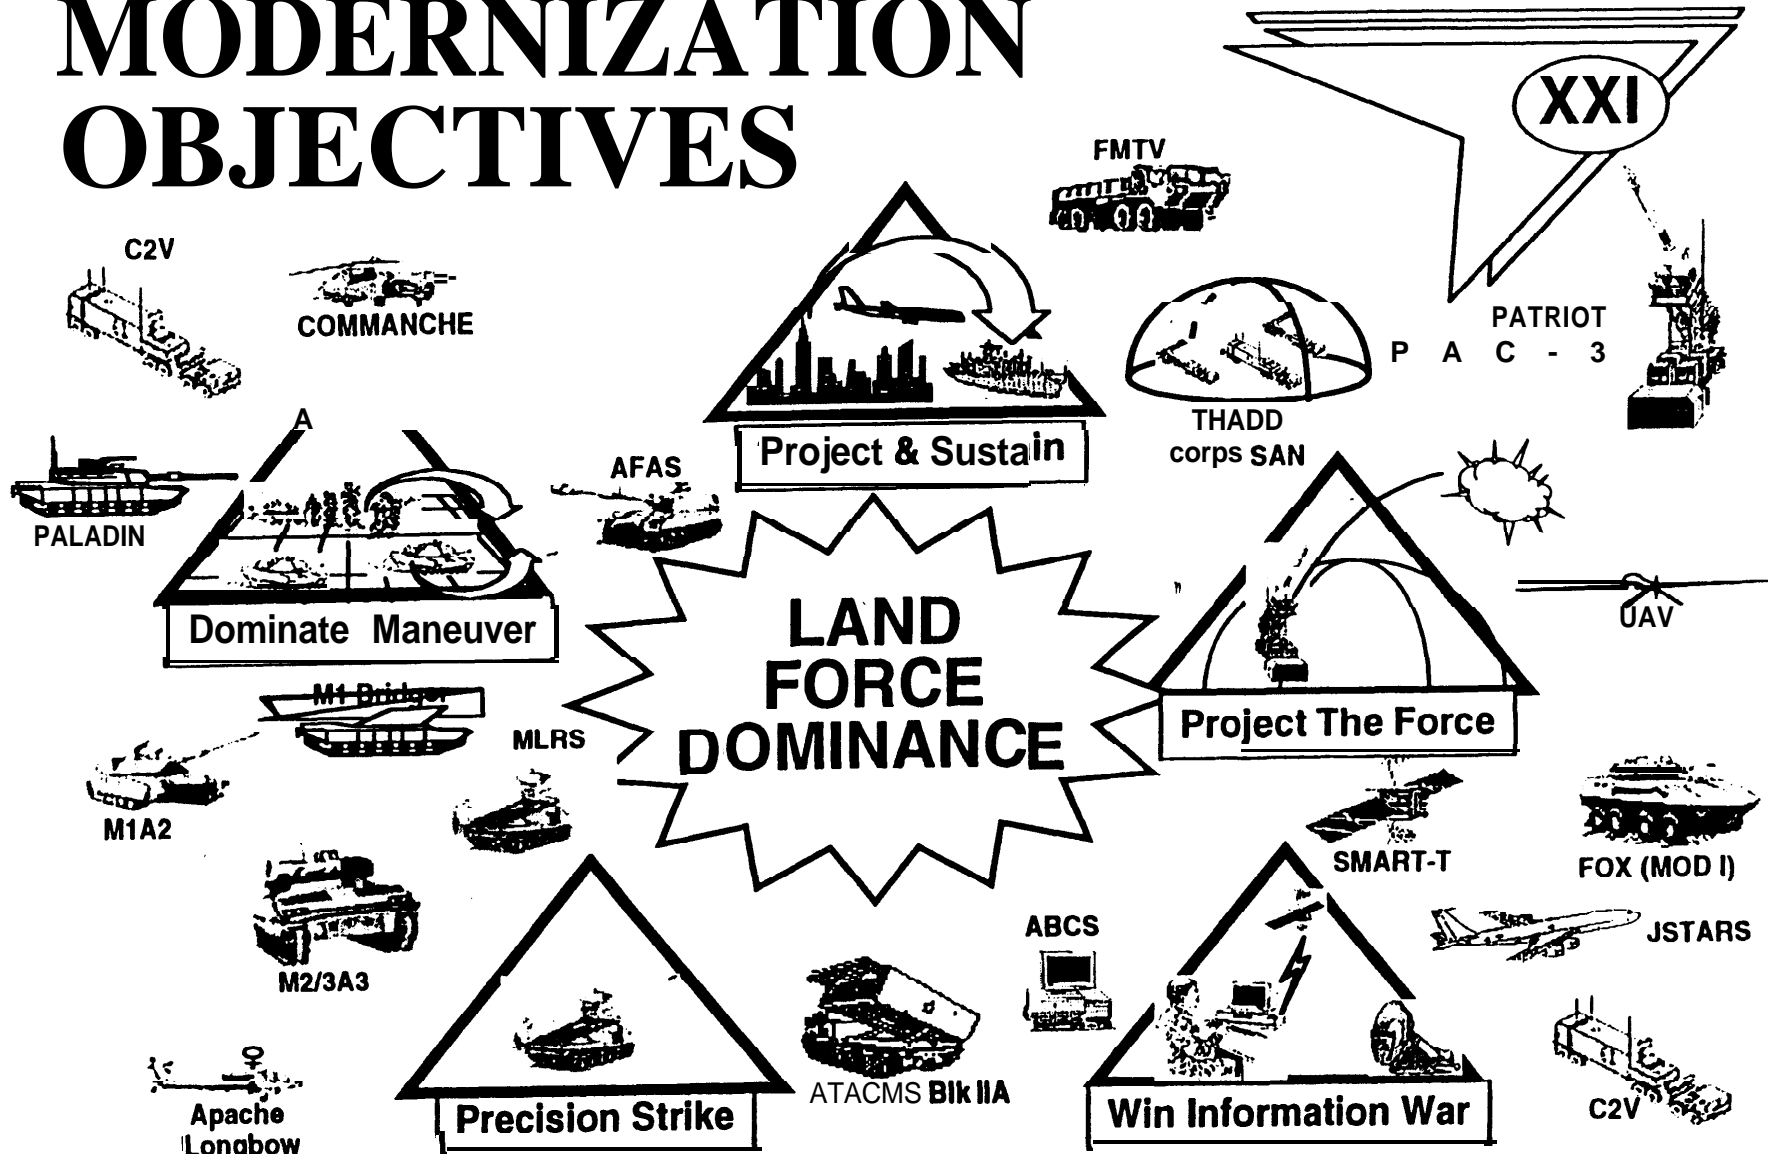 MODERNIZATION
OBJECTIVES
XXI
FMTV
C2V
COMMANCHE
PATRIOT
P A C - 3
A
THADD
corps SAN
Project & Sustain
AFAS
PALADIN
UAV
Dominate Maneuver
LAND
FORCE
DOMINANCE
M1 Bridger
Project The Force
MLRS
M1A2
SMART-T
FOX (MOD I)
ABCS
JSTARS
M2/3A3
ATACMS Blk IIA
Apache
Longbow
Precision Strike
Win Information War
C2V